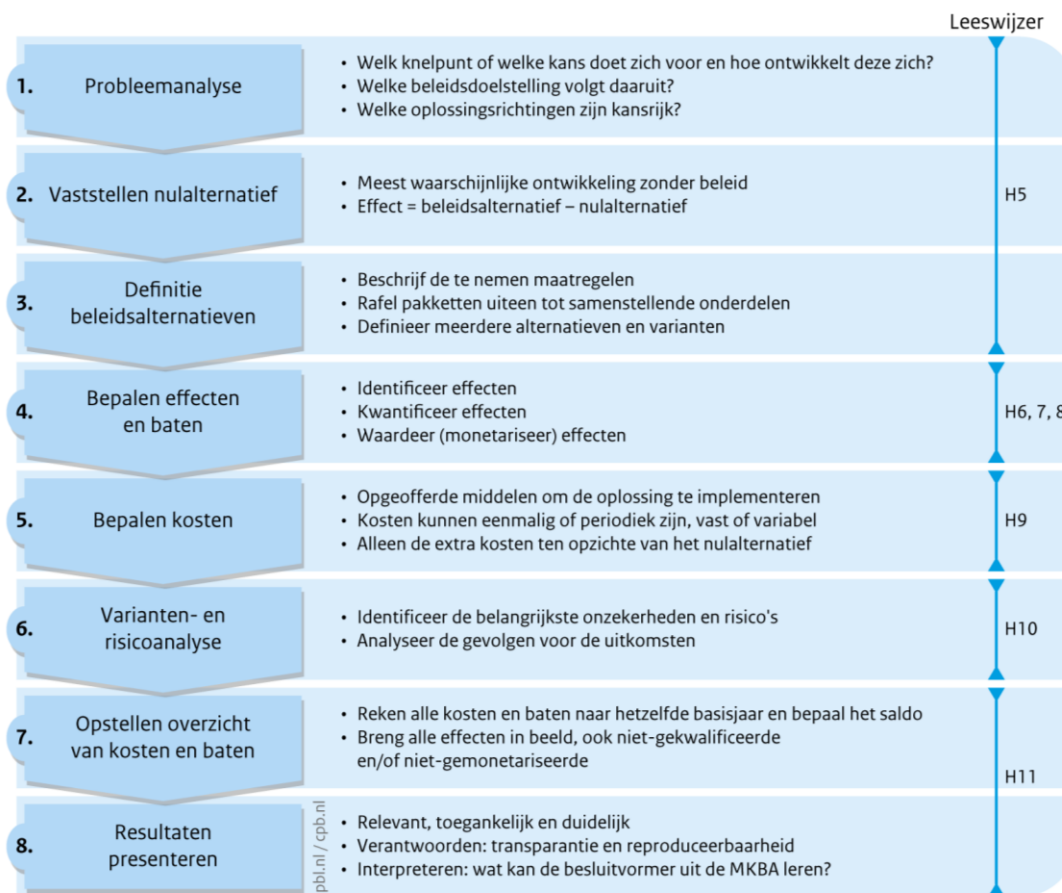 Leeswijzer
1.
Probleemanalyse
• Welk knelpunt of welke kans doet zich voor en hoe ontwikkelt deze zich?
• Welke beleidsdoelstelling volgt daaruit?
• Welke oplossingsrichtingen zijn kansrijk?
2.
Vaststellen nulalternatief
• Meest waarschijnlijke ontwikkeling zonder beleid
• Effect = beleidsalternatief – nulalternatief
H5
3.
Definitie
beleidsalternatieven
• Beschrijf de te nemen maatregelen
• Rafel pakketten uiteen tot samenstellende onderdelen
• Definieer meerdere alternatieven en varianten
4.
Bepalen effecten
en baten
• Identificeer effecten
• Kwantificeer effecten
• Waardeer (monetariseer) effecten
H6, 7, 8
5.
Bepalen kosten
• Opgeofferde middelen om de oplossing te implementeren
• Kosten kunnen eenmalig of periodiek zijn, vast of variabel
• Alleen de extra kosten ten opzichte van het nulalternatief
H9
6.
Varianten- en
risicoanalyse
• Identificeer de belangrijkste onzekerheden en risico's
• Analyseer de gevolgen voor de uitkomsten
H10
7.
Opstellen overzicht
van kosten en baten
• Reken alle kosten en baten naar hetzelfde basisjaar en bepaal het saldo
• Breng alle effecten in beeld, ook niet-gekwalificeerde
en/of niet-gemonetariseerde
H11
8.
Resultaten
presenteren
pbl.nl / cpb.nl
• Relevant, toegankelijk en duidelijk
• Verantwoorden: transparantie en reproduceerbaarheid
• Interpreteren: wat kan de besluitvormer uit de MKBA leren?